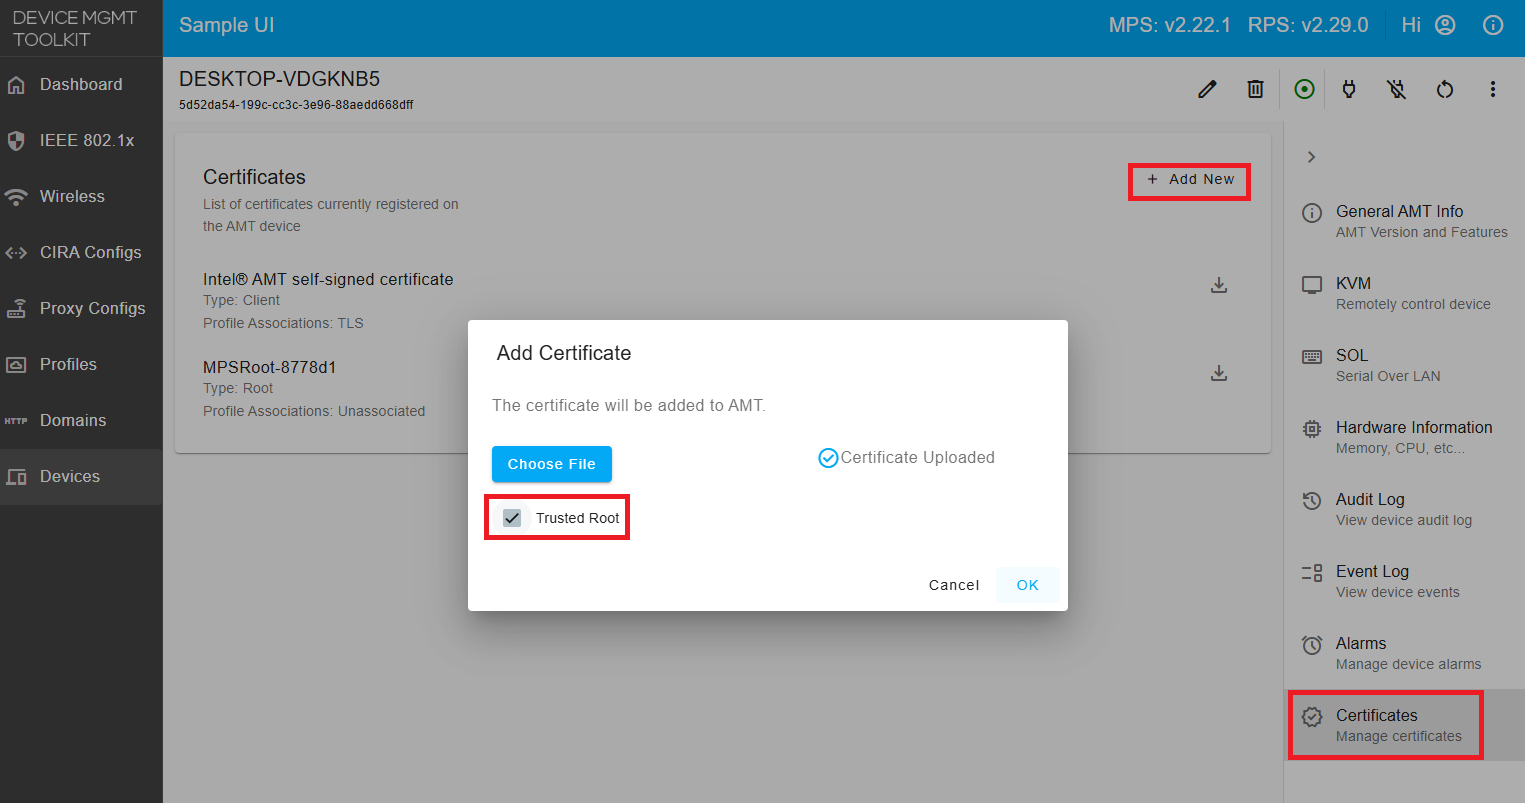 DEVICE MGMT
TOOLKIT
Sample UI
MPS: v2.22.1 RPS: v2.29.0 Hi
Dashboard
IEEE 802.1x
Wireless
CIRA Configs
Proxy Configs
Profiles
HTTP Domains
Devices
DESKTOP-VDGKNB5
5d52da54-199c-cc3c-3e96-88aedd668dff
Certificates
List of certificates currently registered on
the AMT device
+ Add New
Intel® AMT self-signed certificate
Type: Client
Profile Associations: TLS
MPSRoot-8778d1
Type: Root
Profile Associations: Unassociated
Add Certificate
The certificate will be added to AMT.
Choose File
Certificate Uploaded
Trusted Root
Cancel OK
General AMT Info
AMT Version and Features
KVM
Remotely control device
SOL
Serial Over LAN
Hardware Information
Memory, CPU, etc...
Audit Log
View device audit log
Event Log
View device events
Alarms
Manage device alarms
Certificates
Manage certificates